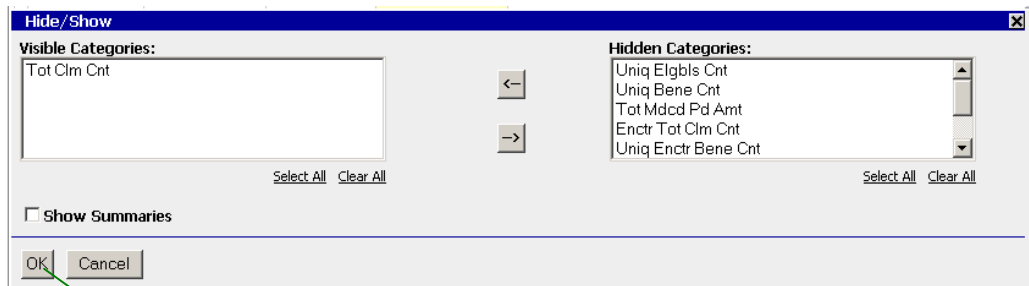 Hide/Show
Visible Categories:
Tot Clm Cnt
<–
–>
Select All Clear All
Hidden Categories:
Uniq Elgbls Cnt
Uniq Bene Cnt
Tot Mdcd Pd Amt
Enctr Tot Clm Cnt
Uniq Enctr Bene Cnt
Select All Clear All
Show Summaries
OK Cancel